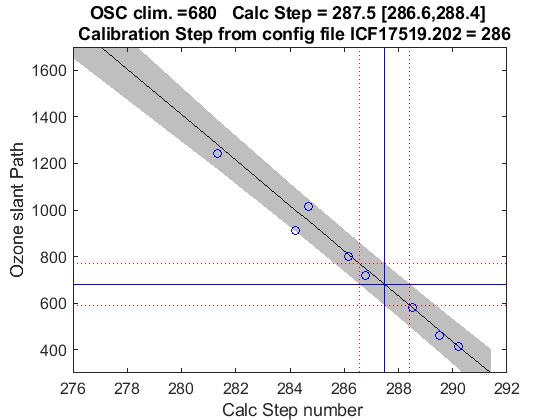 OSC clim. =680 Calc Step = 287.5 [286.6,288.4]
Calibration Step from config file ICF17519.202 = 286
Ozone slant Path
1600
1400
1200
1000
800
600
400
276 278 280 282 284 286 288 290 292
Calc Step number